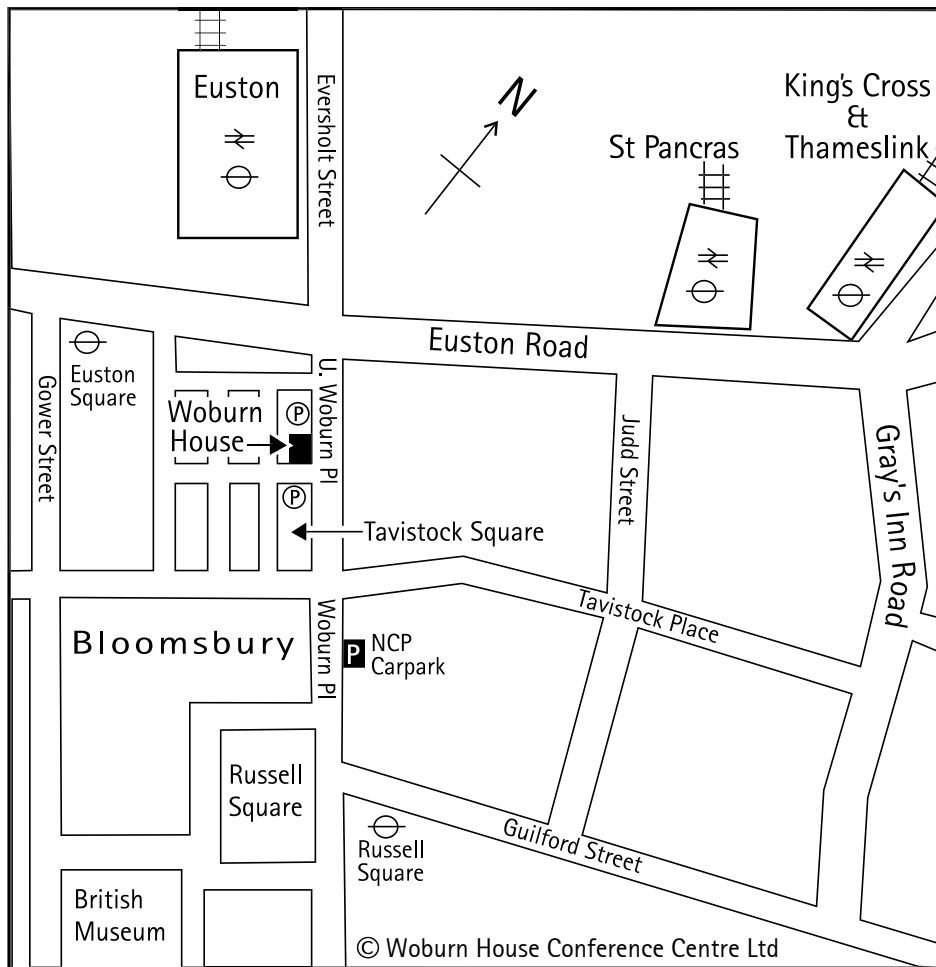 Euston
Eversholt Street
N
King's Cross
&
Thameslink
St Pancras
Euston Road
Euston
Square
Gower Street
U. Woburn Pl
P
Woburn
House
Judd Street
Gray's Inn Road
P
Tavistock Square
Tavistock Place
Bloomsbury
Woburn Pl
P
NCP
Carpark
Russell
Square
Guilford Street
Russell
Square
British
Museum
© Woburn House Conference Centre Ltd